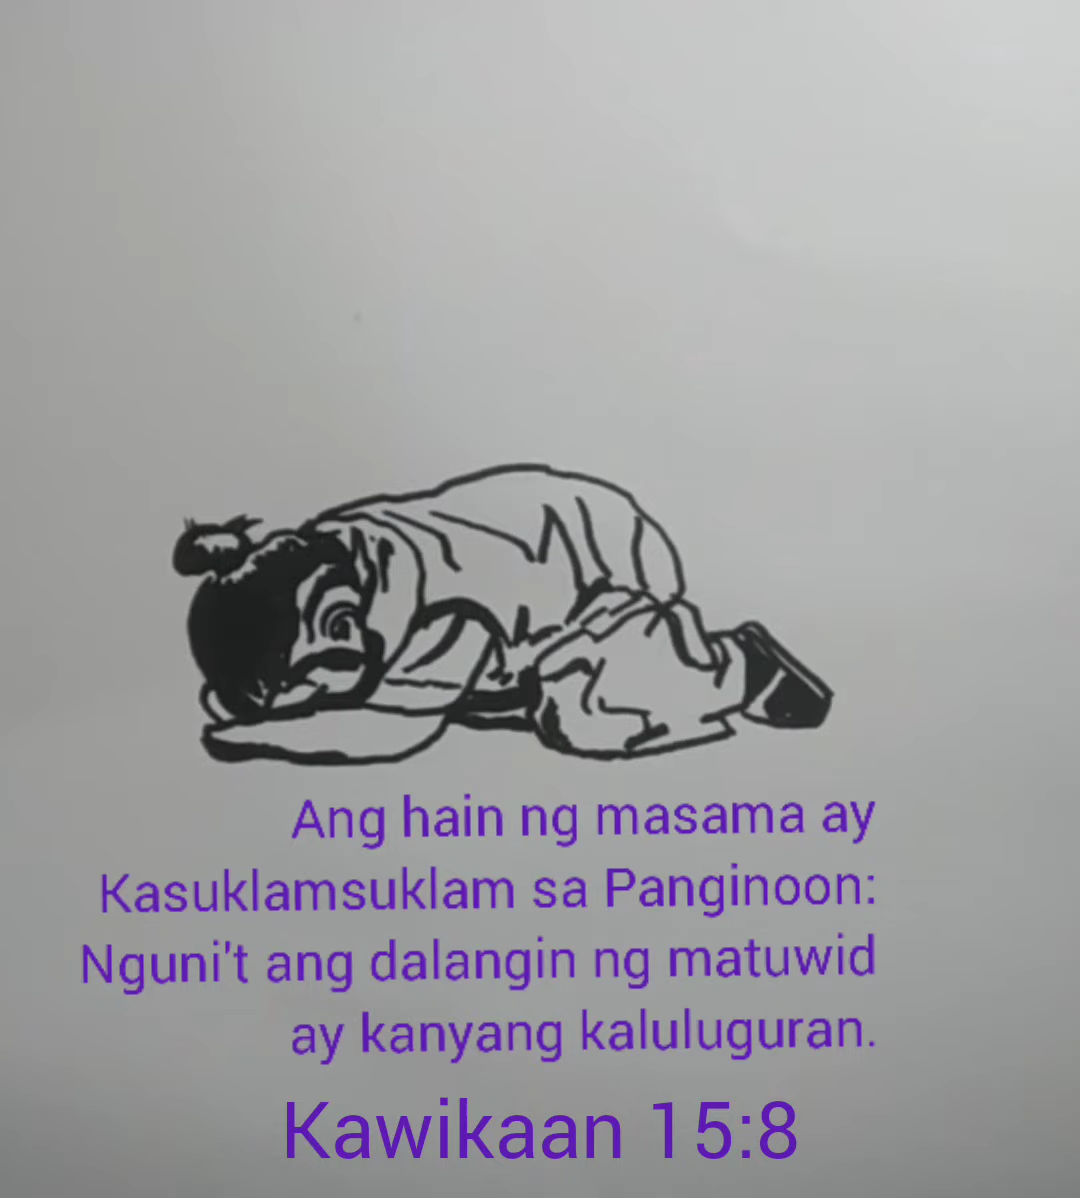 Ang hain ng masama ay
Kasuklamsuklam sa Panginoon:
Nguni't ang dalangin ng matuwid
ay kanyang kaluluguran.
Kawikaan 15:8